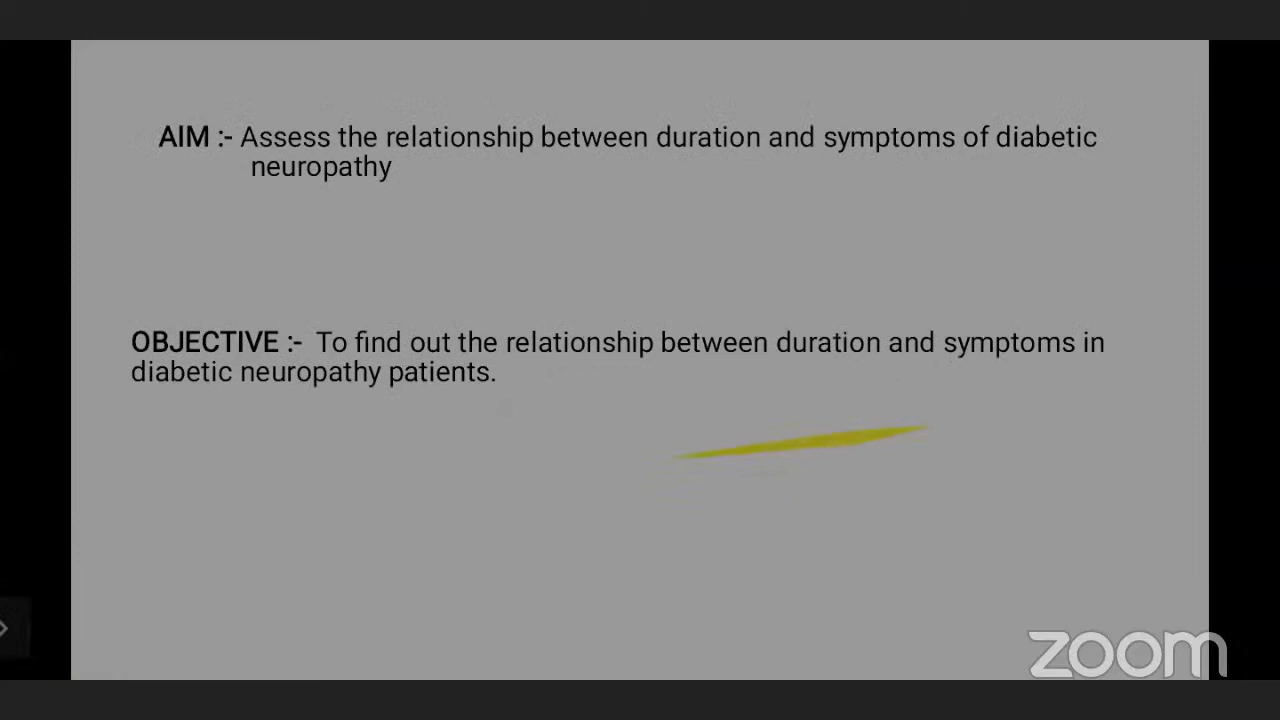 AIM :- Assess the relationship between duration and symptoms of diabetic
neuropathy
OBJECTIVE :- To find out the relationship between duration and symptoms in
diabetic neuropathy patients.
zoom